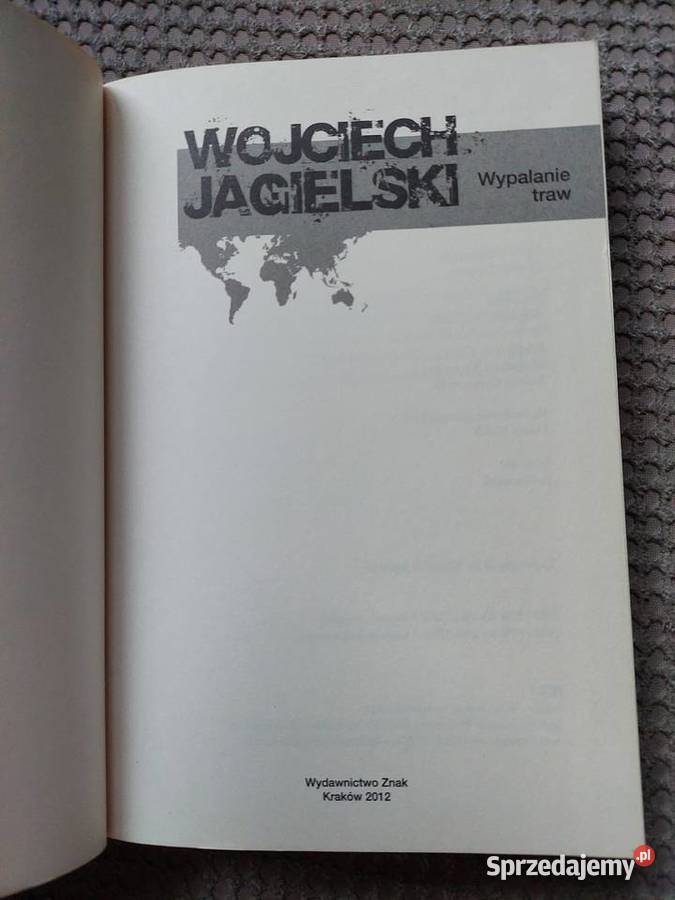 WOJCIECH
JAGIELSKI
Wypalanie
traw
Wydawnictwo Znak
Kraków 2012
Sprzedajemy.pl